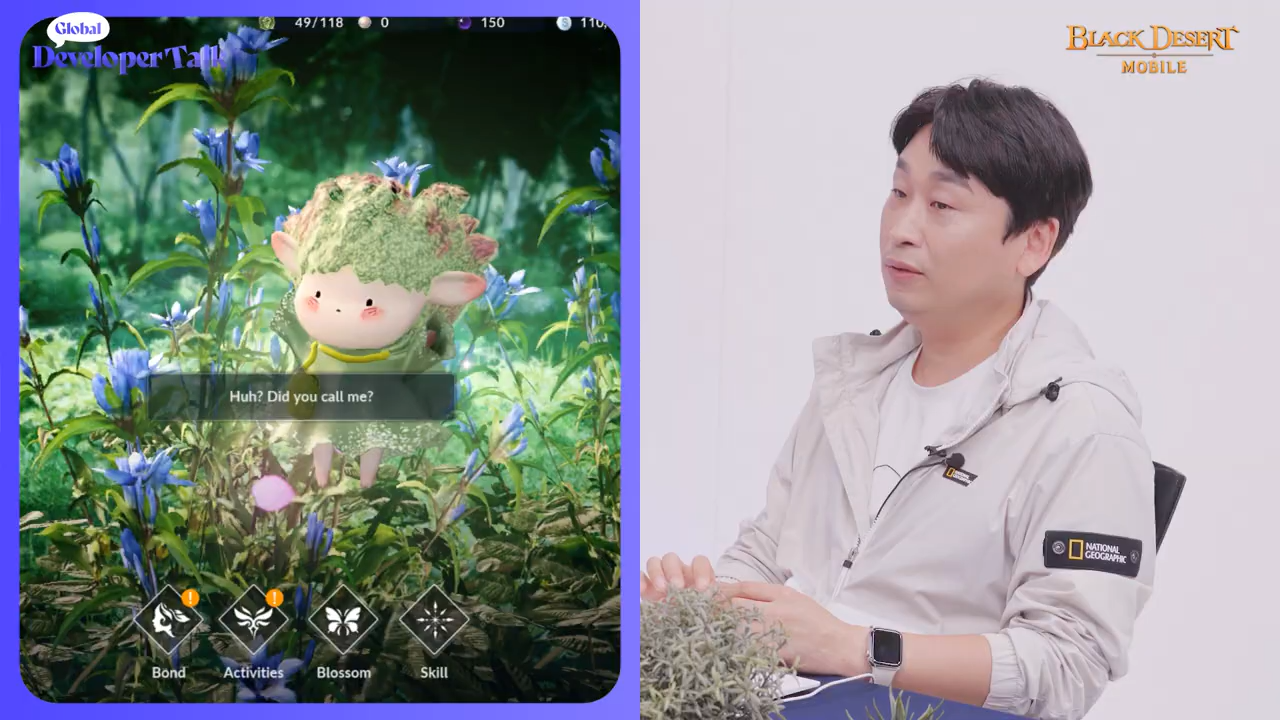 49/118
0
150
110,
Global
Developer Talk
BLACK DESERT
MOBILE
Huh? Did you call me?
NATIONAL
GEOGRAPHIC
Bond
Activities
Blossom
Skill